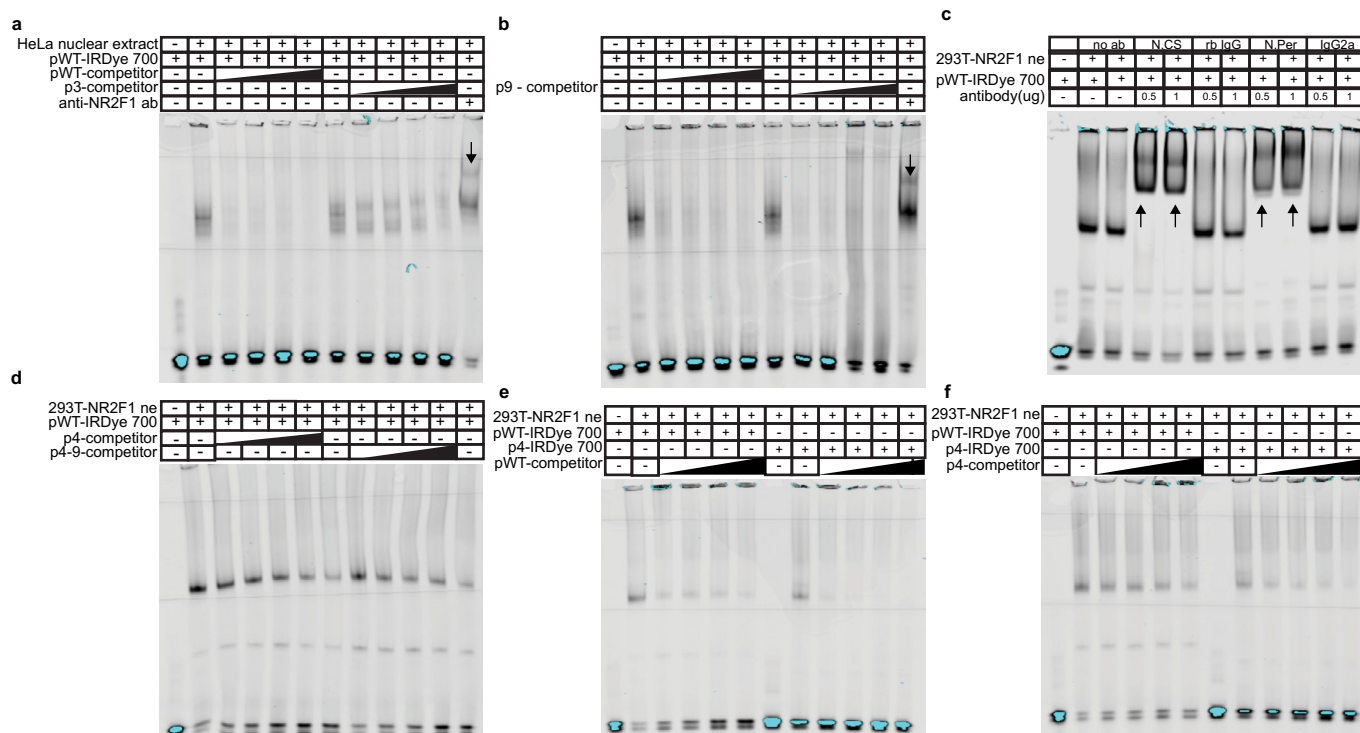 a
HeLa nuclear extract - + + + + + + + + + + +
pWT-IRDye 700 + + + + + + + + + + + +
pWT-competitor - - - - - - - -
p3-competitor - - - - - - - -
anti-NR2F1 ab - - - - - - - - - - - +
b
- + + + + + + + + + + +
+ + + + + + + + + + + +
- - - - - - - -
p9 - competitor - - - - - - - -
- - - - - - - - - - - +
c
no ab N.CS rb IgG N.Per IgG2a
293T-NR2F1 ne + + + + + + + + + +
pWT-IRDye 700 + + + + + + + + + + +
antibody(ug) - - 0.5 1 0.5 1 0.5 1 0.5 1
d
293T-NR2F1 ne - + + + + + + + + + + +
pWT-IRDye 700 + + + + + + + + + + + +
p4-competitor - - - - - - - -
p4-9-competitor - - - - - - - -
e
293T-NR2F1 ne - + + + + + - + + + + +
pWT-IRDye 700 + + + + + + - - - - - -
p4-IRDye 700 - - - - - - + + + + + +
pWT-competitor - - - -
f
293T-NR2F1 ne - + + + + + - + + + + +
pWT-IRDye 700 + + + + + + - - - - - -
p4-IRDye 700 - - - - - - + + + + + +
p4-competitor - - - -